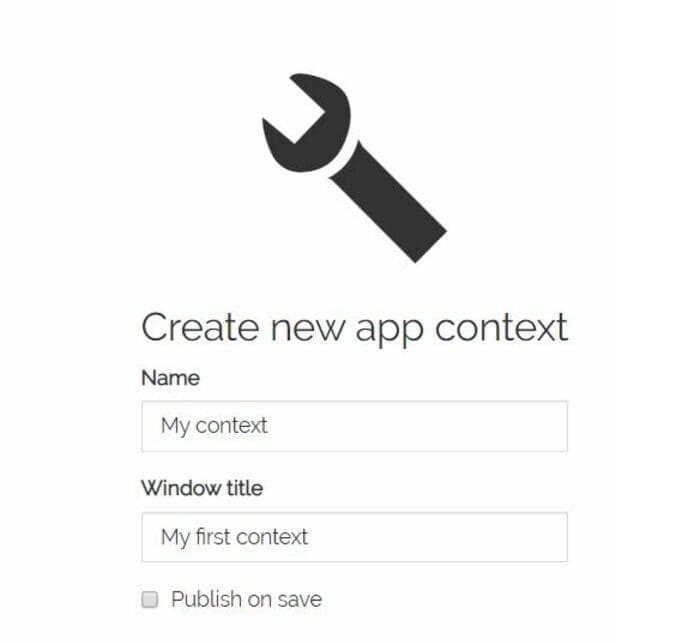 Create new app context
Name
My context
Window title
My first context
Publish on save